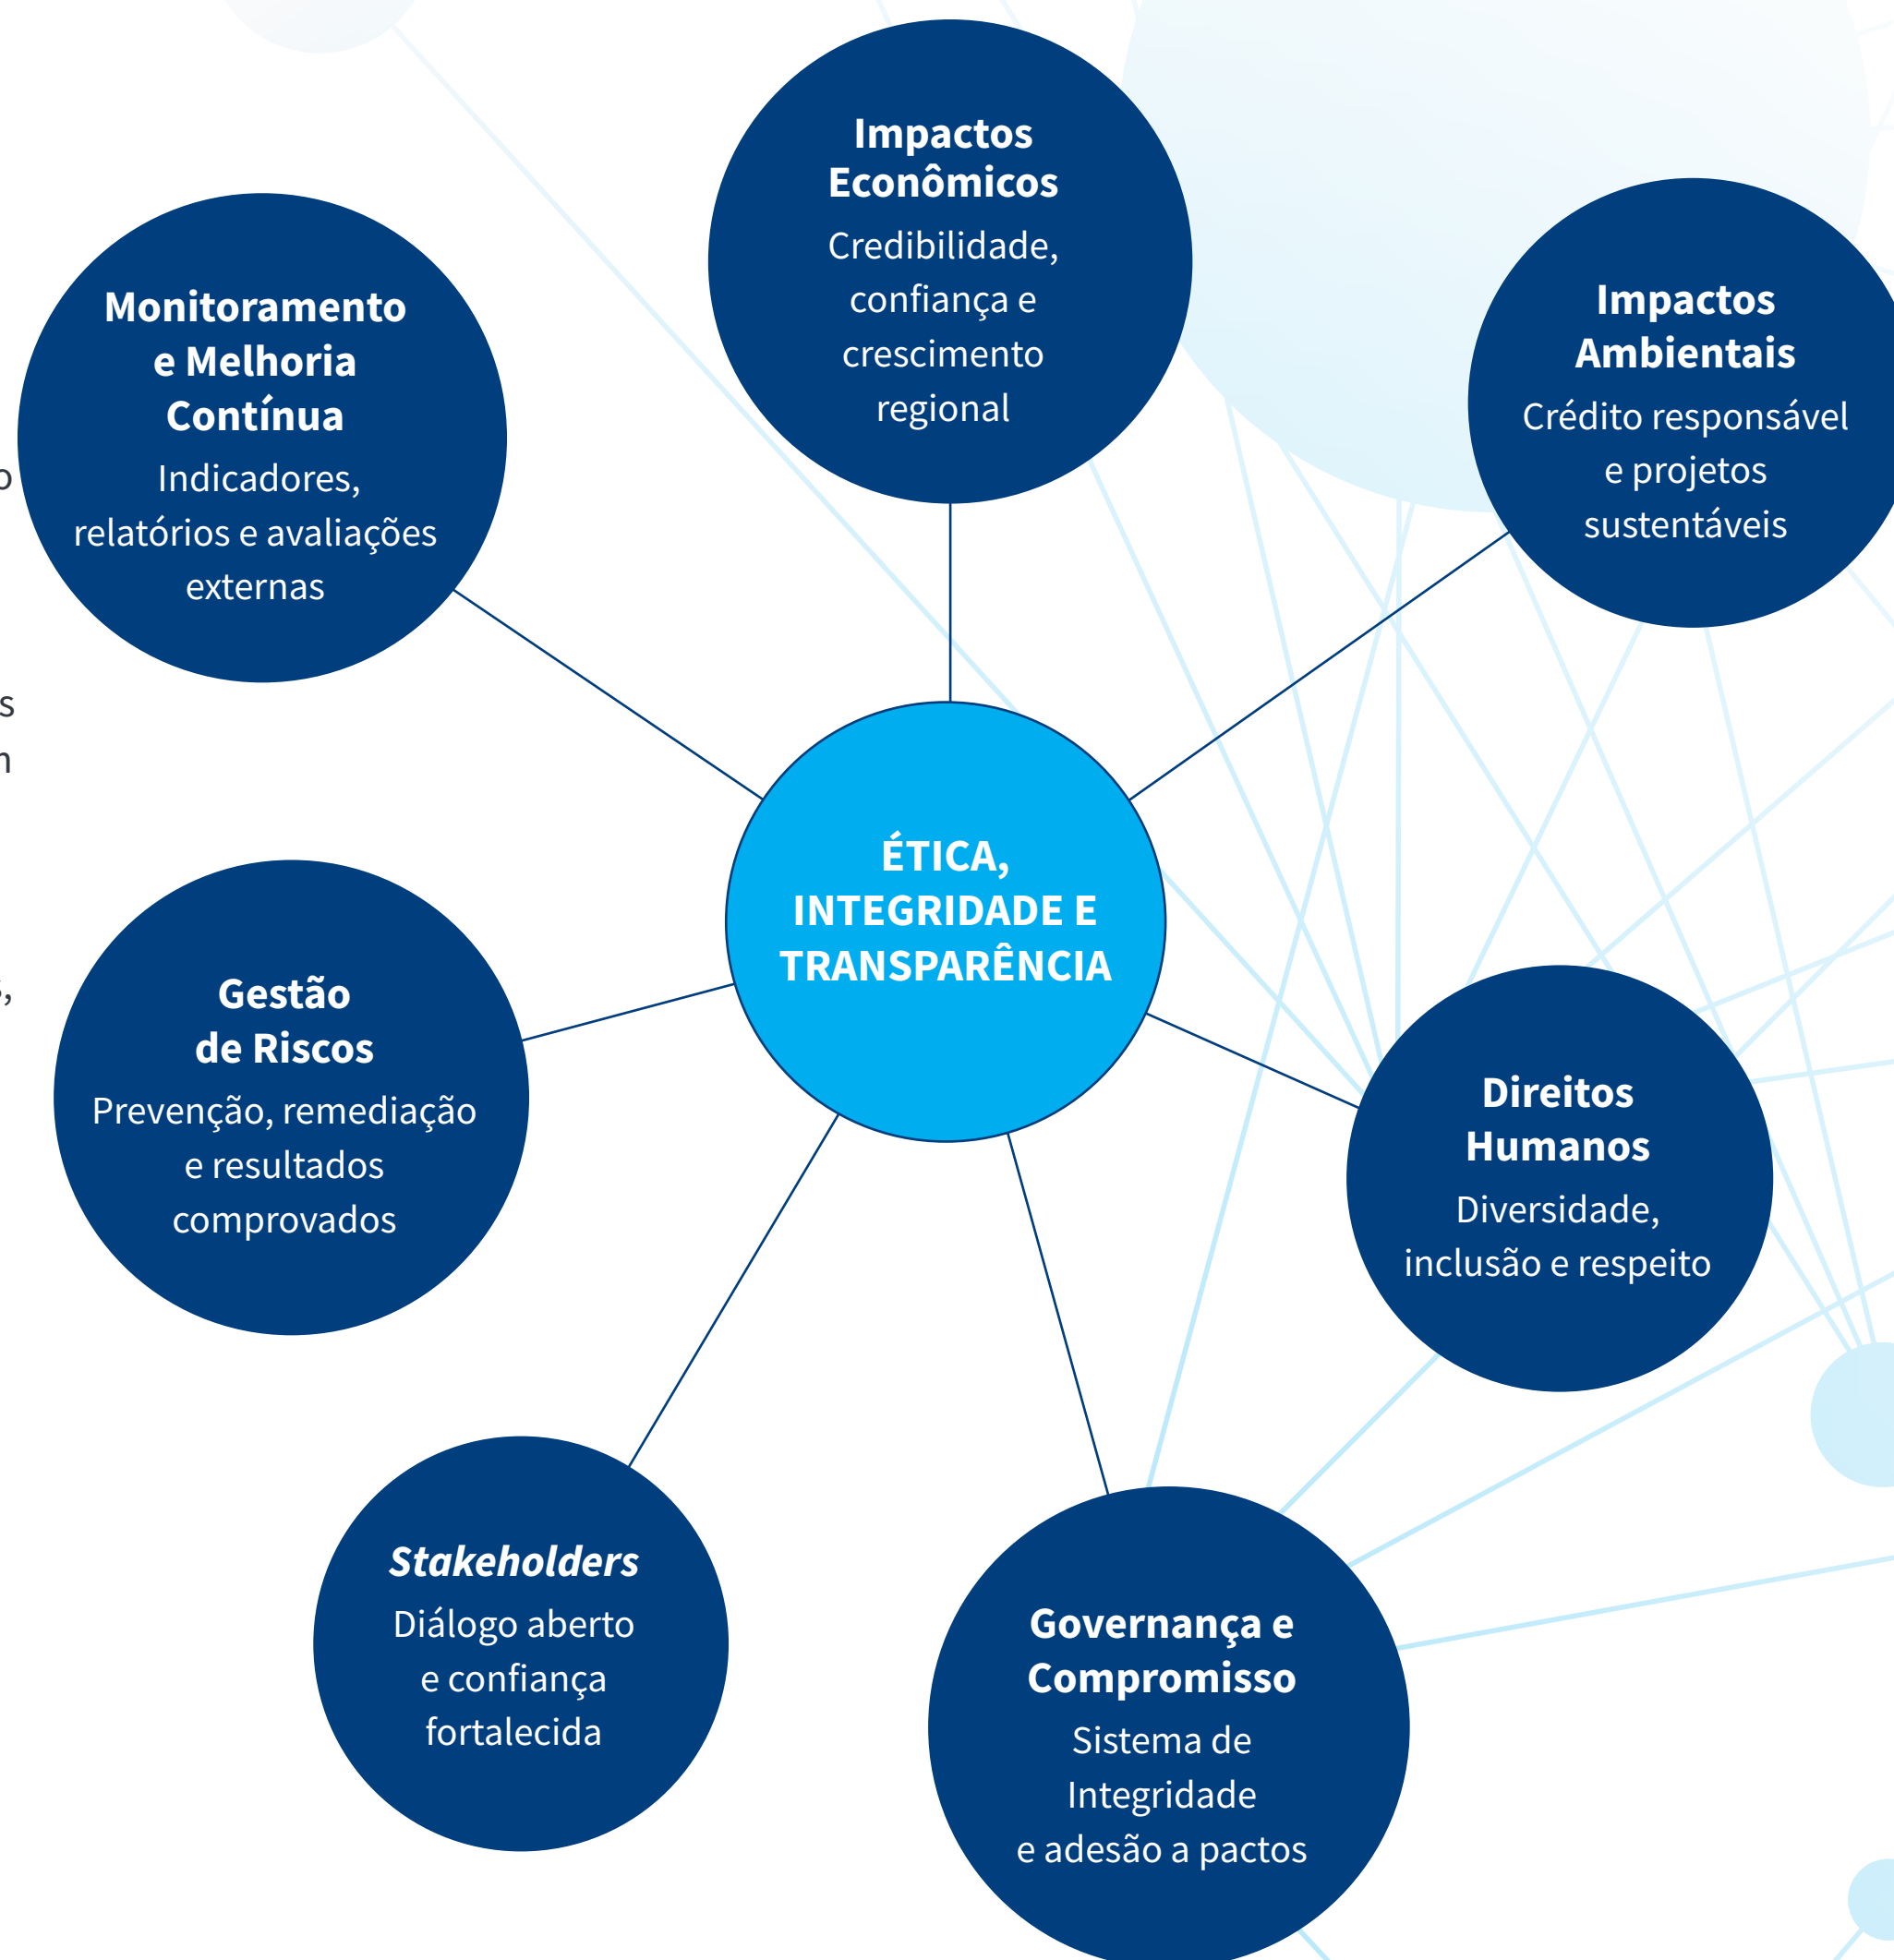 Impactos
Econômicos
Credibilidade,
confiança e
crescimento
regional
Impactos
Ambientais
Crédito responsável
e projetos
sustentáveis
Monitoramento
e Melhoria
Contínua
Indicadores,
relatórios e avaliações
externas
ÉTICA,
INTEGRIDADE E
TRANSPARÊNCIA
Gestão
de Riscos
Prevenção, remediação
e resultados
comprovados
Direitos
Humanos
Diversidade,
inclusão e respeito
Stakeholders
Diálogo aberto
e confiança
fortalecida
Governança e
Compromisso
Sistema de
Integridade
e adesão a pactos